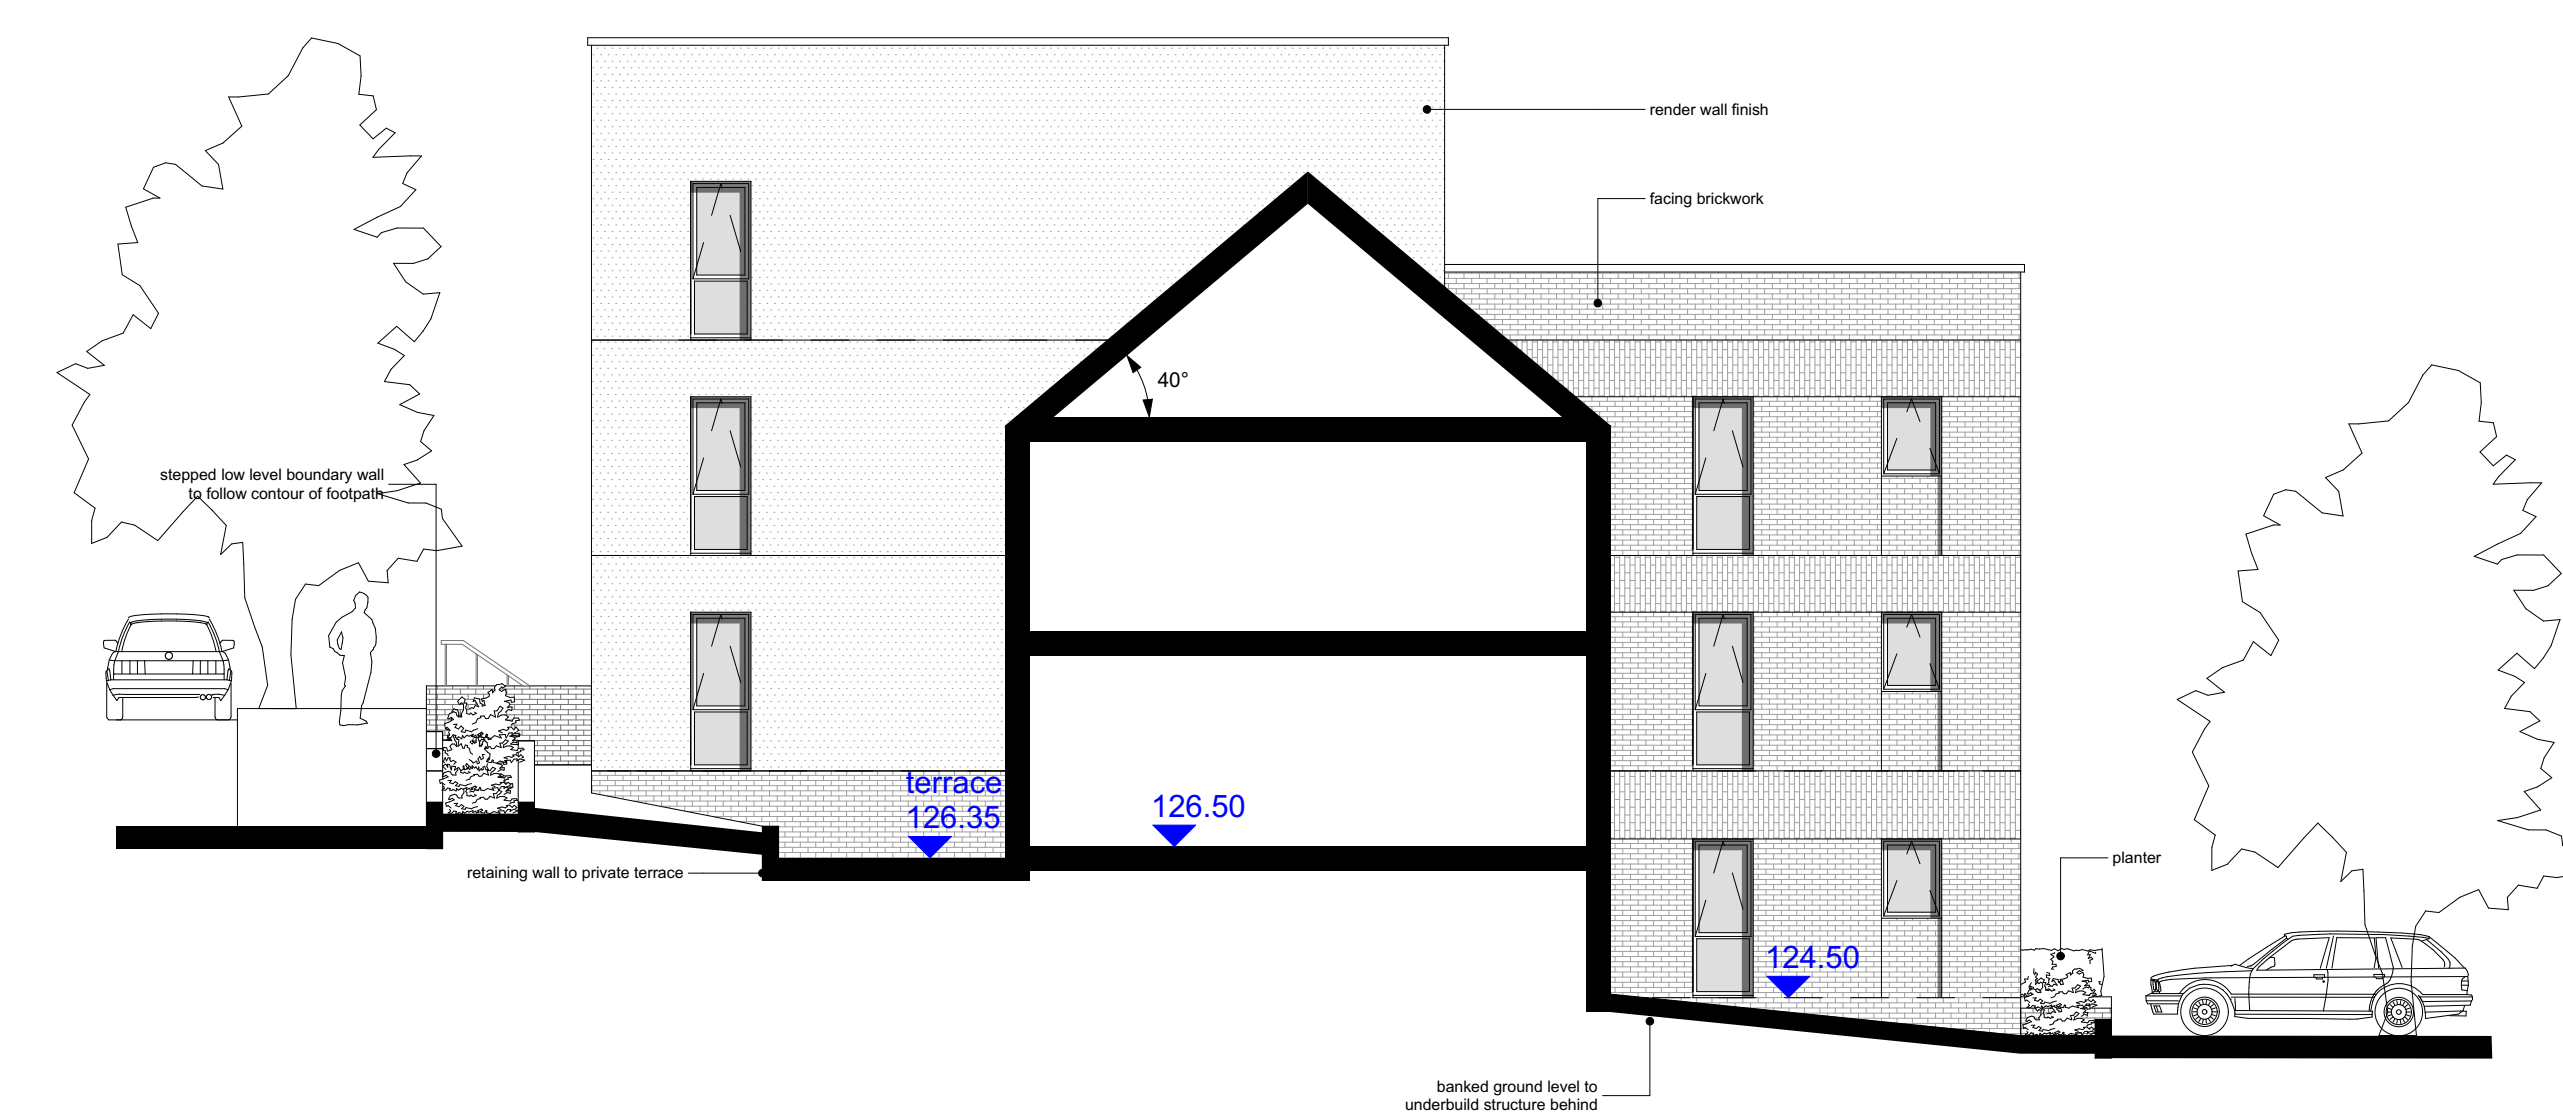 render wall finish
facing brickwork
40°
stepped low level boundary wall
to follow contour of footpath
terrace
126.35
126.50
retaining wall to private terrace
planter
124.50
banked ground level to
underbuild structure behind